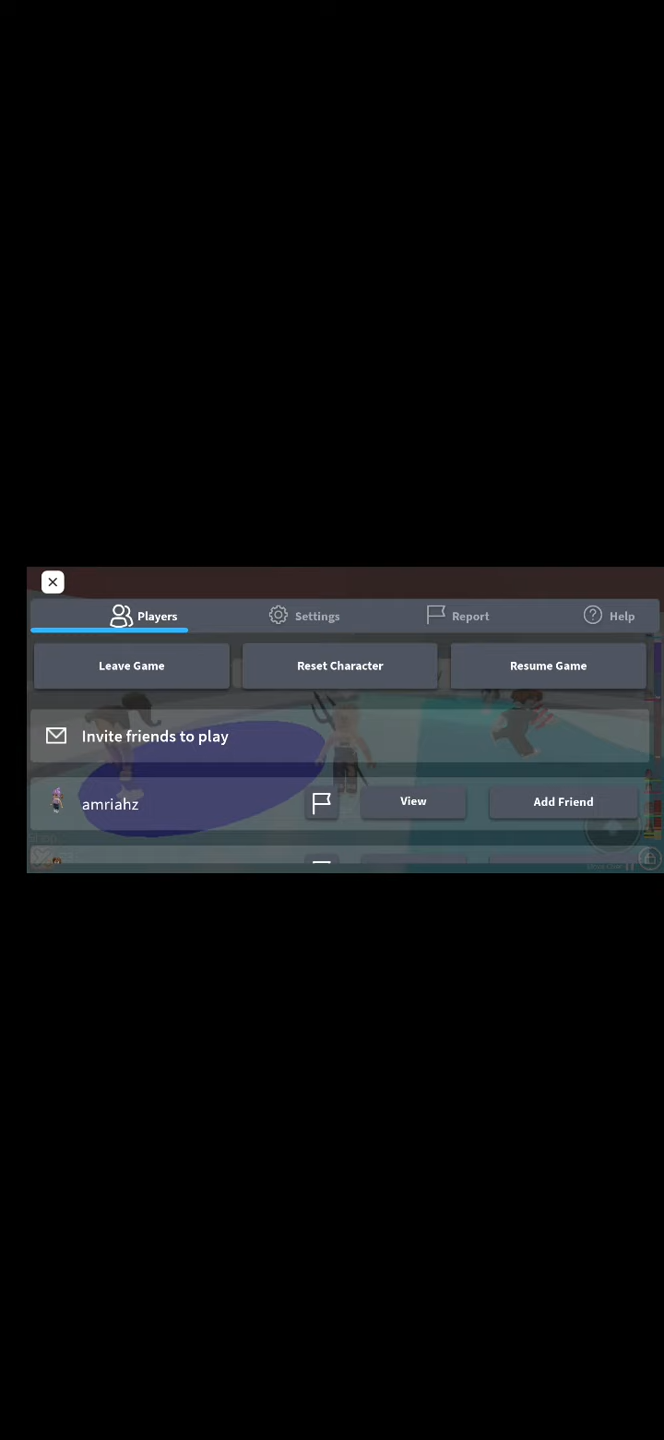 Players
Settings
Report
Help
Leave Game
Reset Character
Resume Game
Invite friends to play
amriahz
View
Add Friend